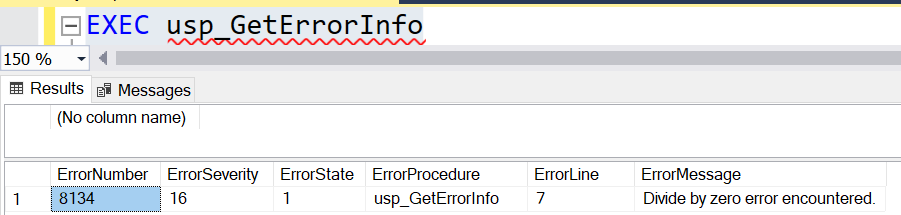 EXEC usp_GetErrorInfo
150 %
Results Messages
(No column name)
ErrorNumber ErrorSeverity ErrorState ErrorProcedure ErrorLine ErrorMessage
1 8134 16 1 usp_GetErrorInfo 7 Divide by zero error encountered.